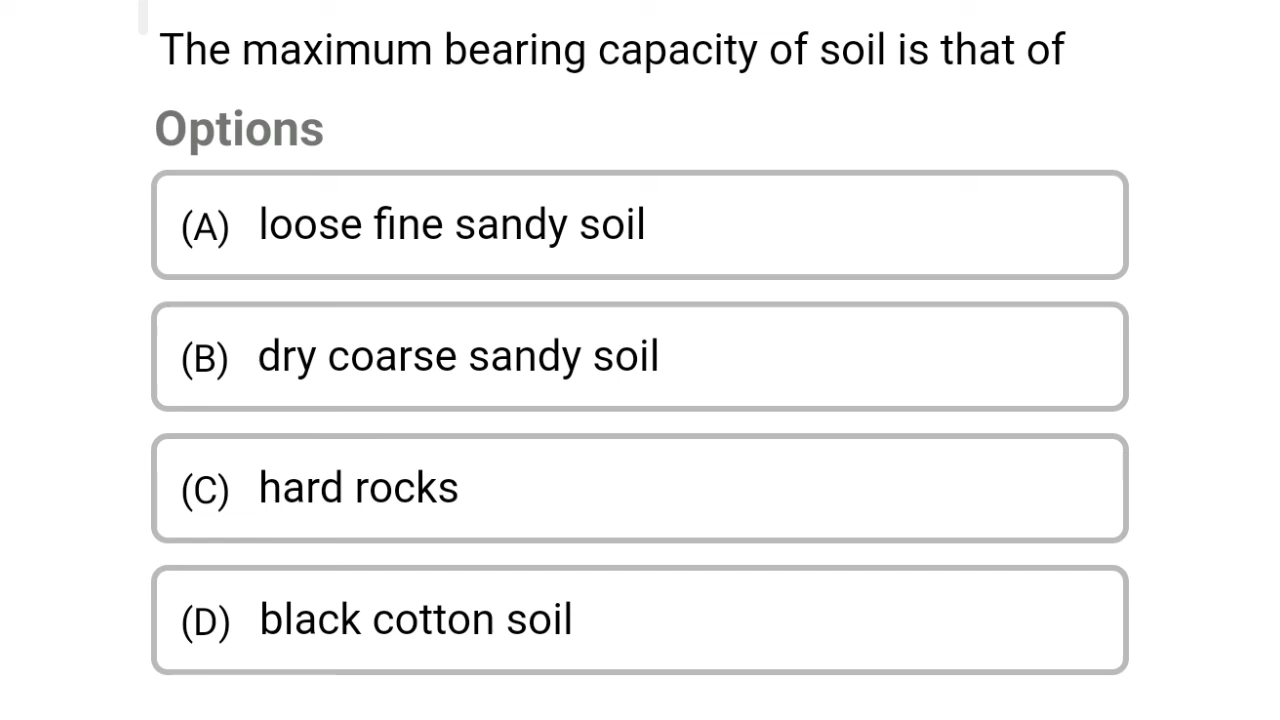 The maximum bearing capacity of soil is that of
Options
(A) loose fine sandy soil
(B) dry coarse sandy soil
(C) hard rocks
(D) black cotton soil